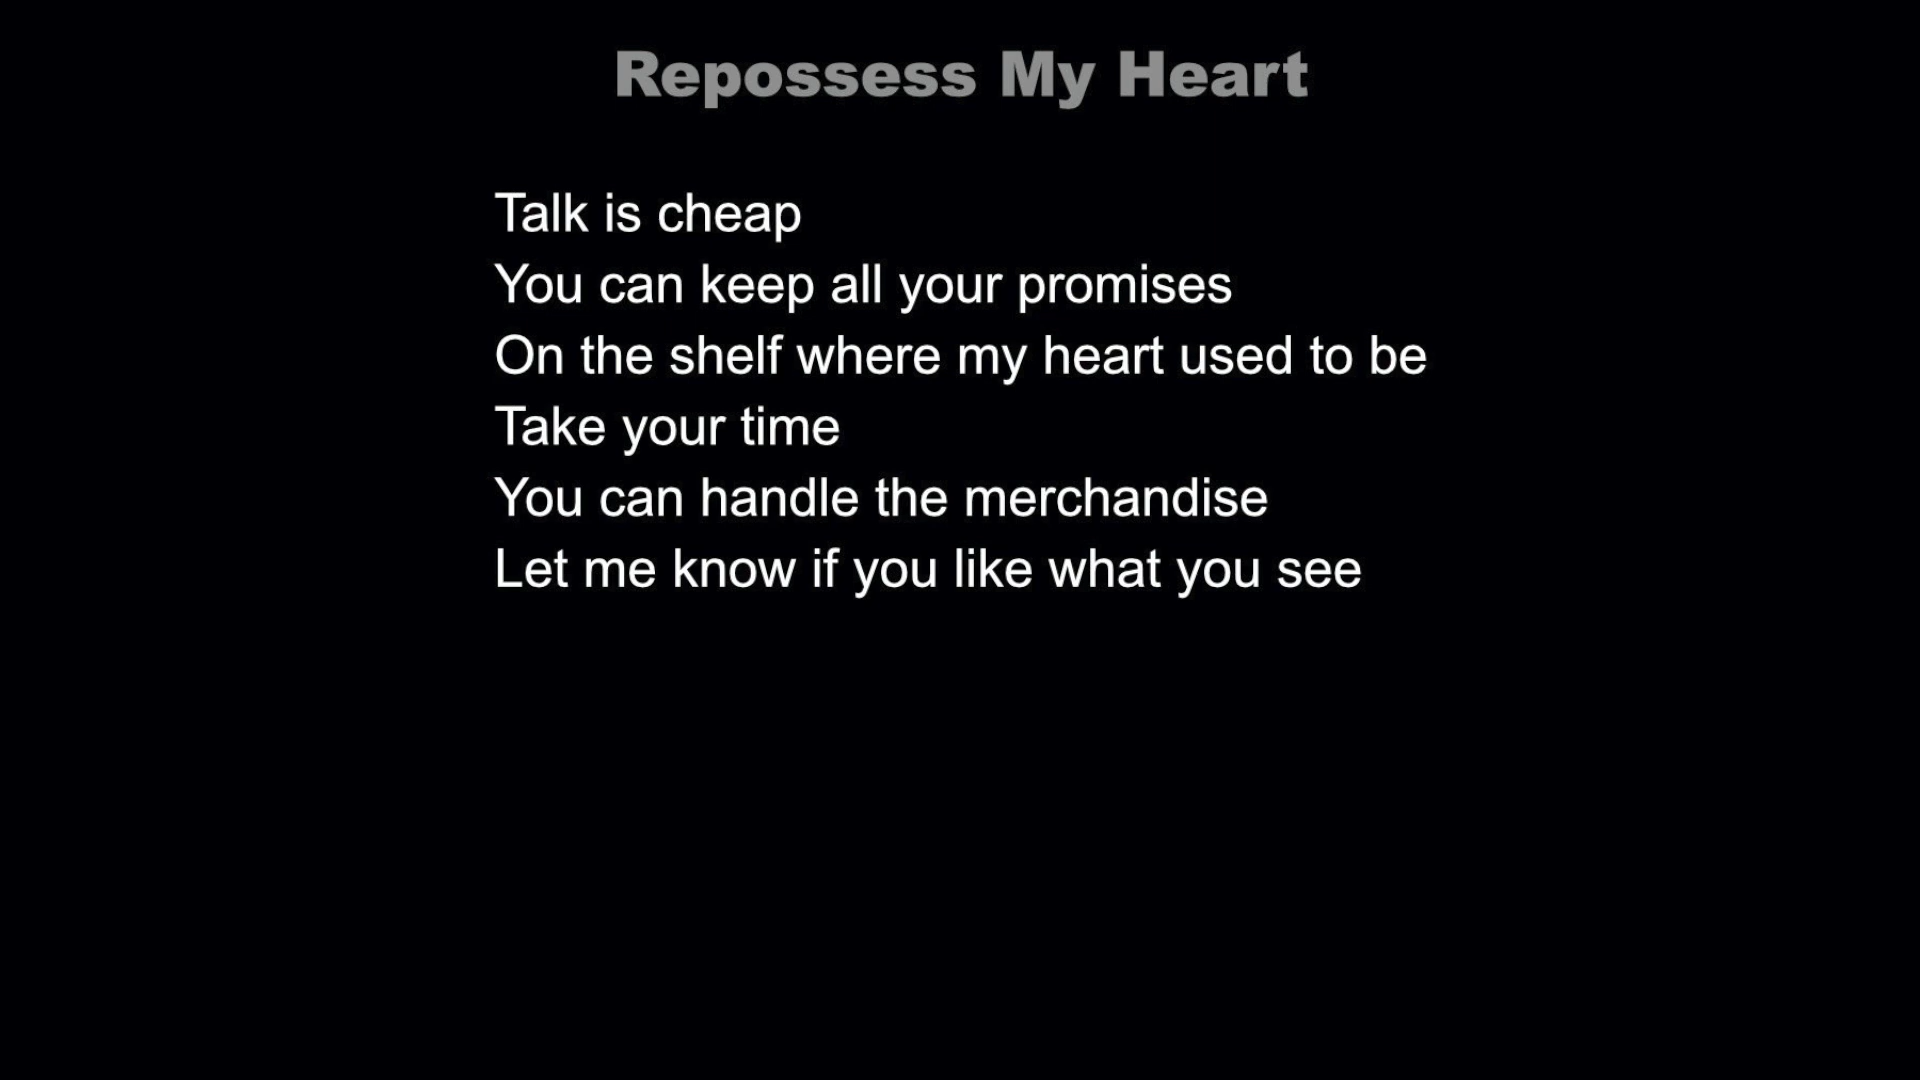 Repossess My Heart
Talk is cheap
You can keep all your promises
On the shelf where my heart used to be
Take your time
You can handle the merchandise
Let me know if you like what you see